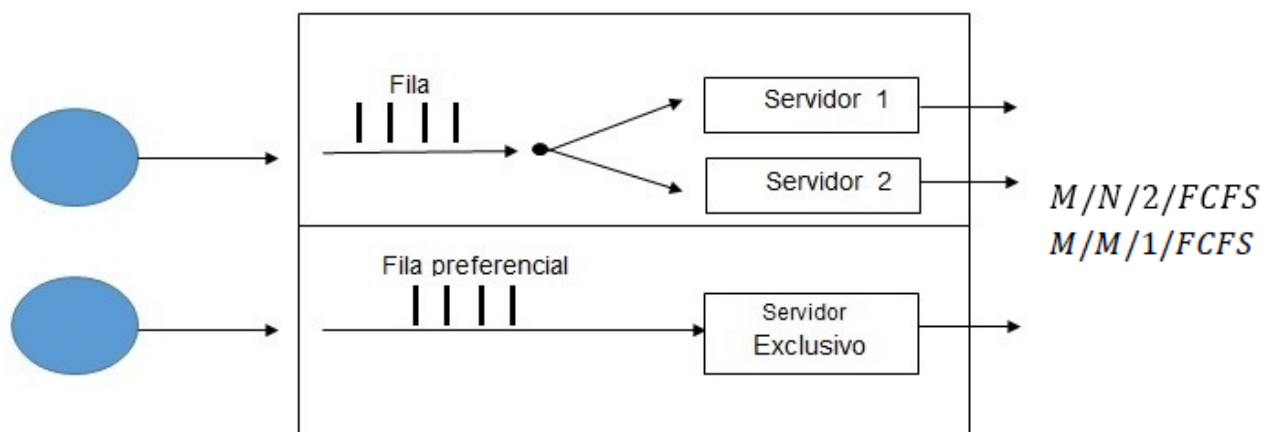 Fila
Servidor 1
Servidor 2
M/N/2/FCFS
M/M/1/FCFS
Fila preferencial
Servidor
Exclusivo